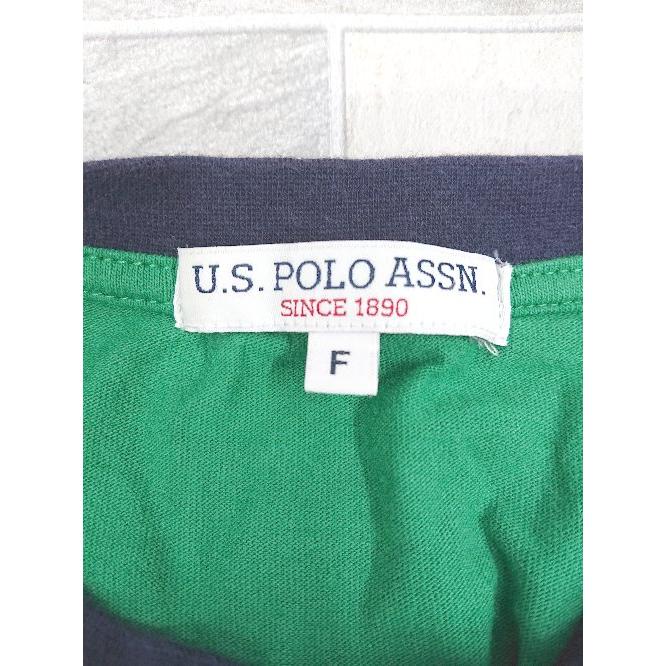 U.S. POLO ASSN.
SINCE 1890
F